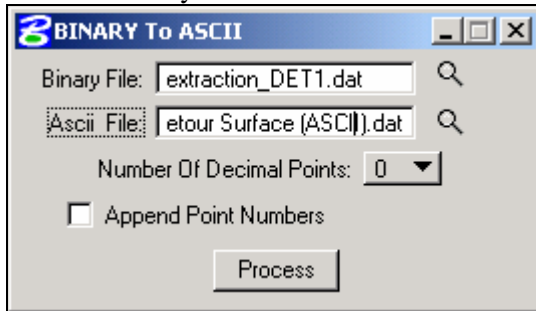 BINARY To ASCII
Binary File: extraction_DET1.dat
Ascii File: etour Surface (ASCII).dat
Number Of Decimal Points: 0
Append Point Numbers
Process